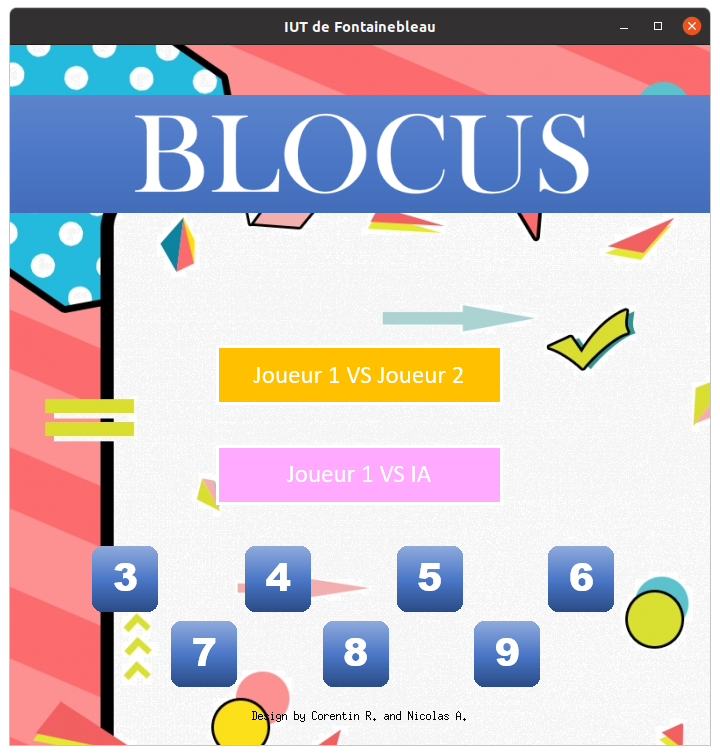 IUT de Fontainebleau
BLOCUS
Joueur 1 VS Joueur 2
Joueur 1 VS IA
3 4 5 6
7 8 9
Design by Corentin R. and Nicolas A.